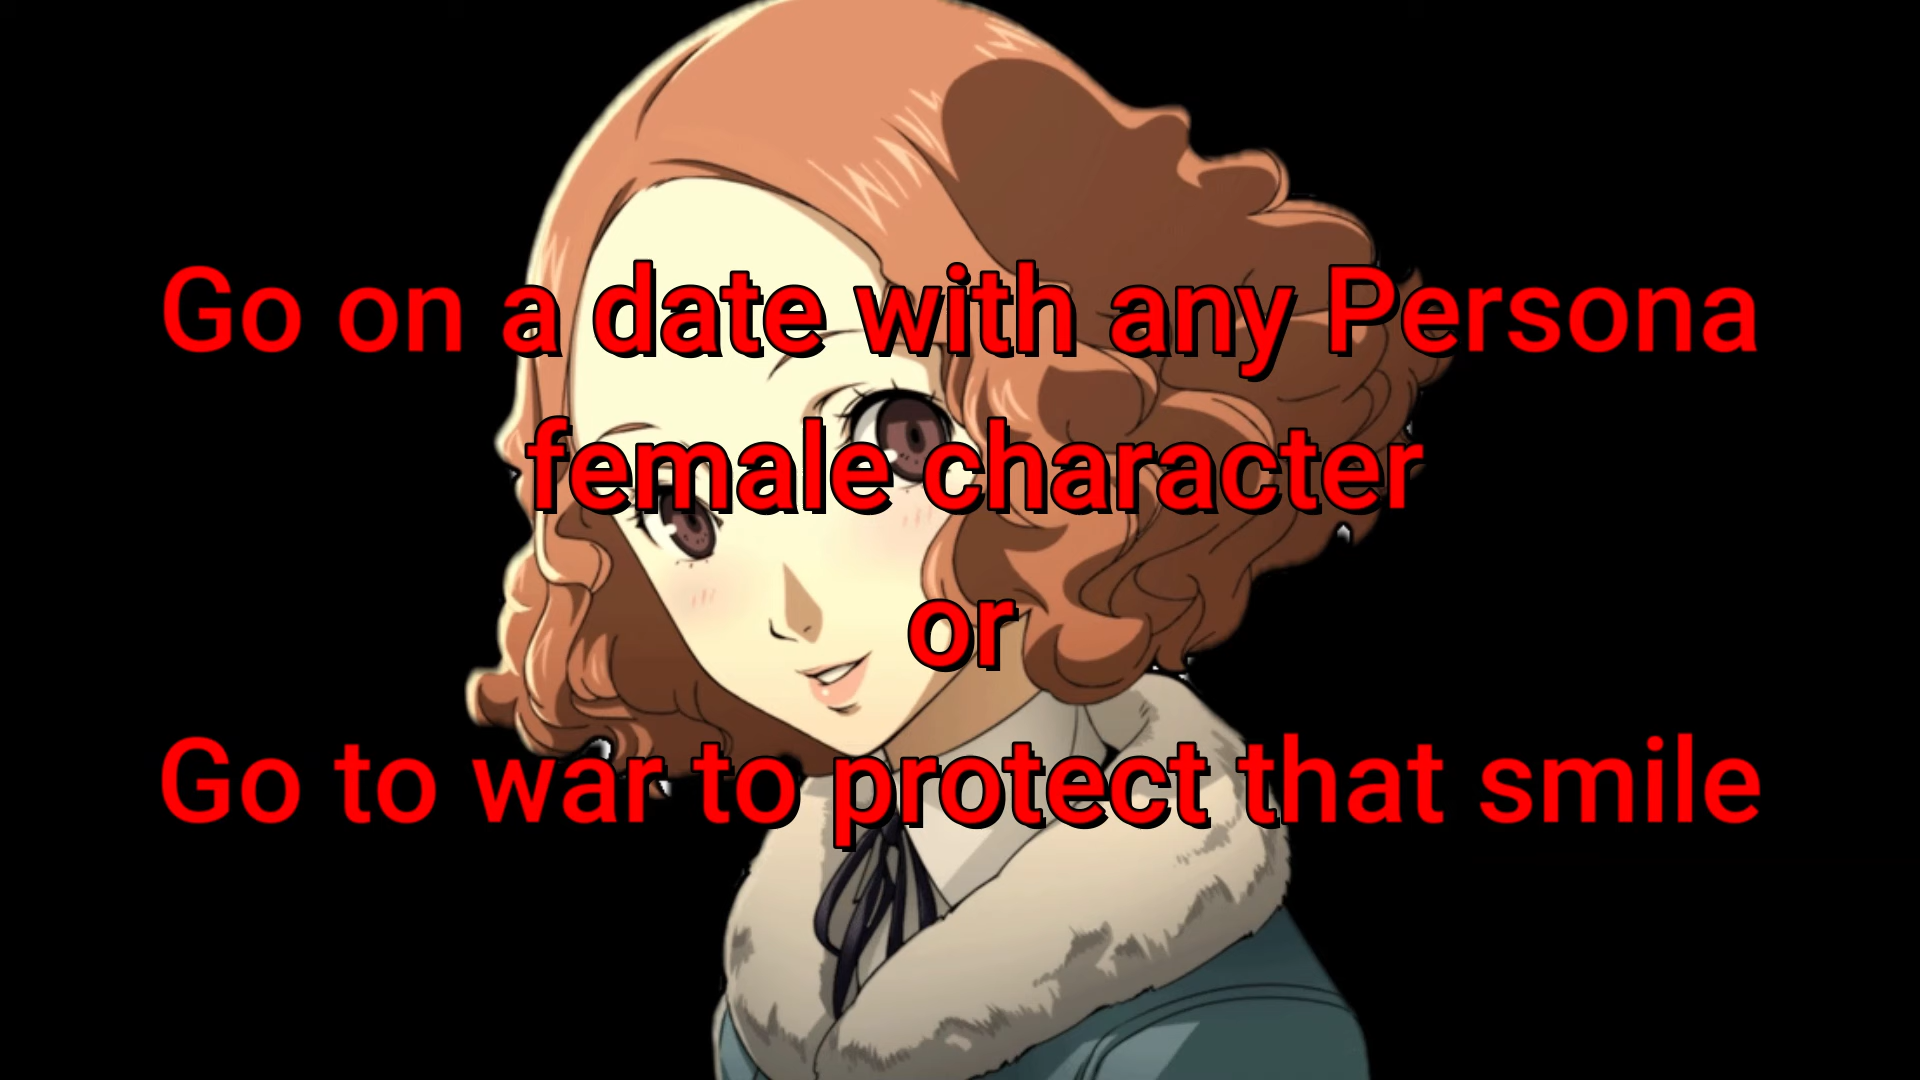 Go on a date with any Persona
female character
or
Go to war to protect that smile